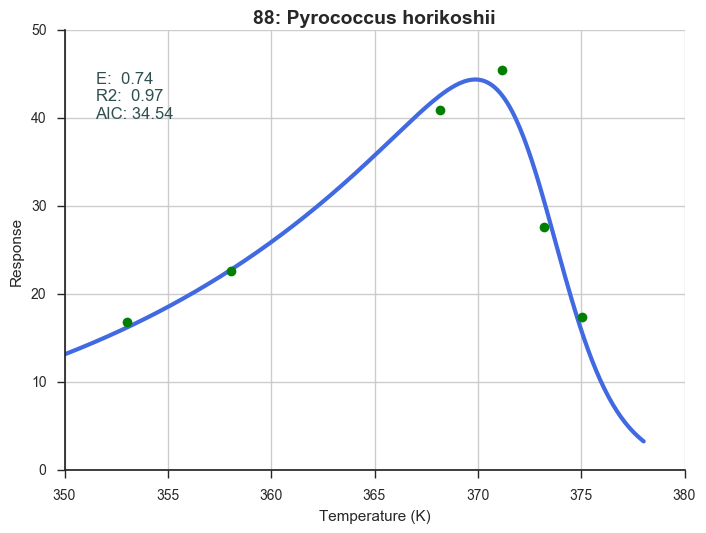 88: Pyrococcus horikoshii
E:  0.74
R2:  0.97
AIC: 34.54
50
40
30
20
10
0
Response
350 355 360 365 370 375 380
Temperature (K)